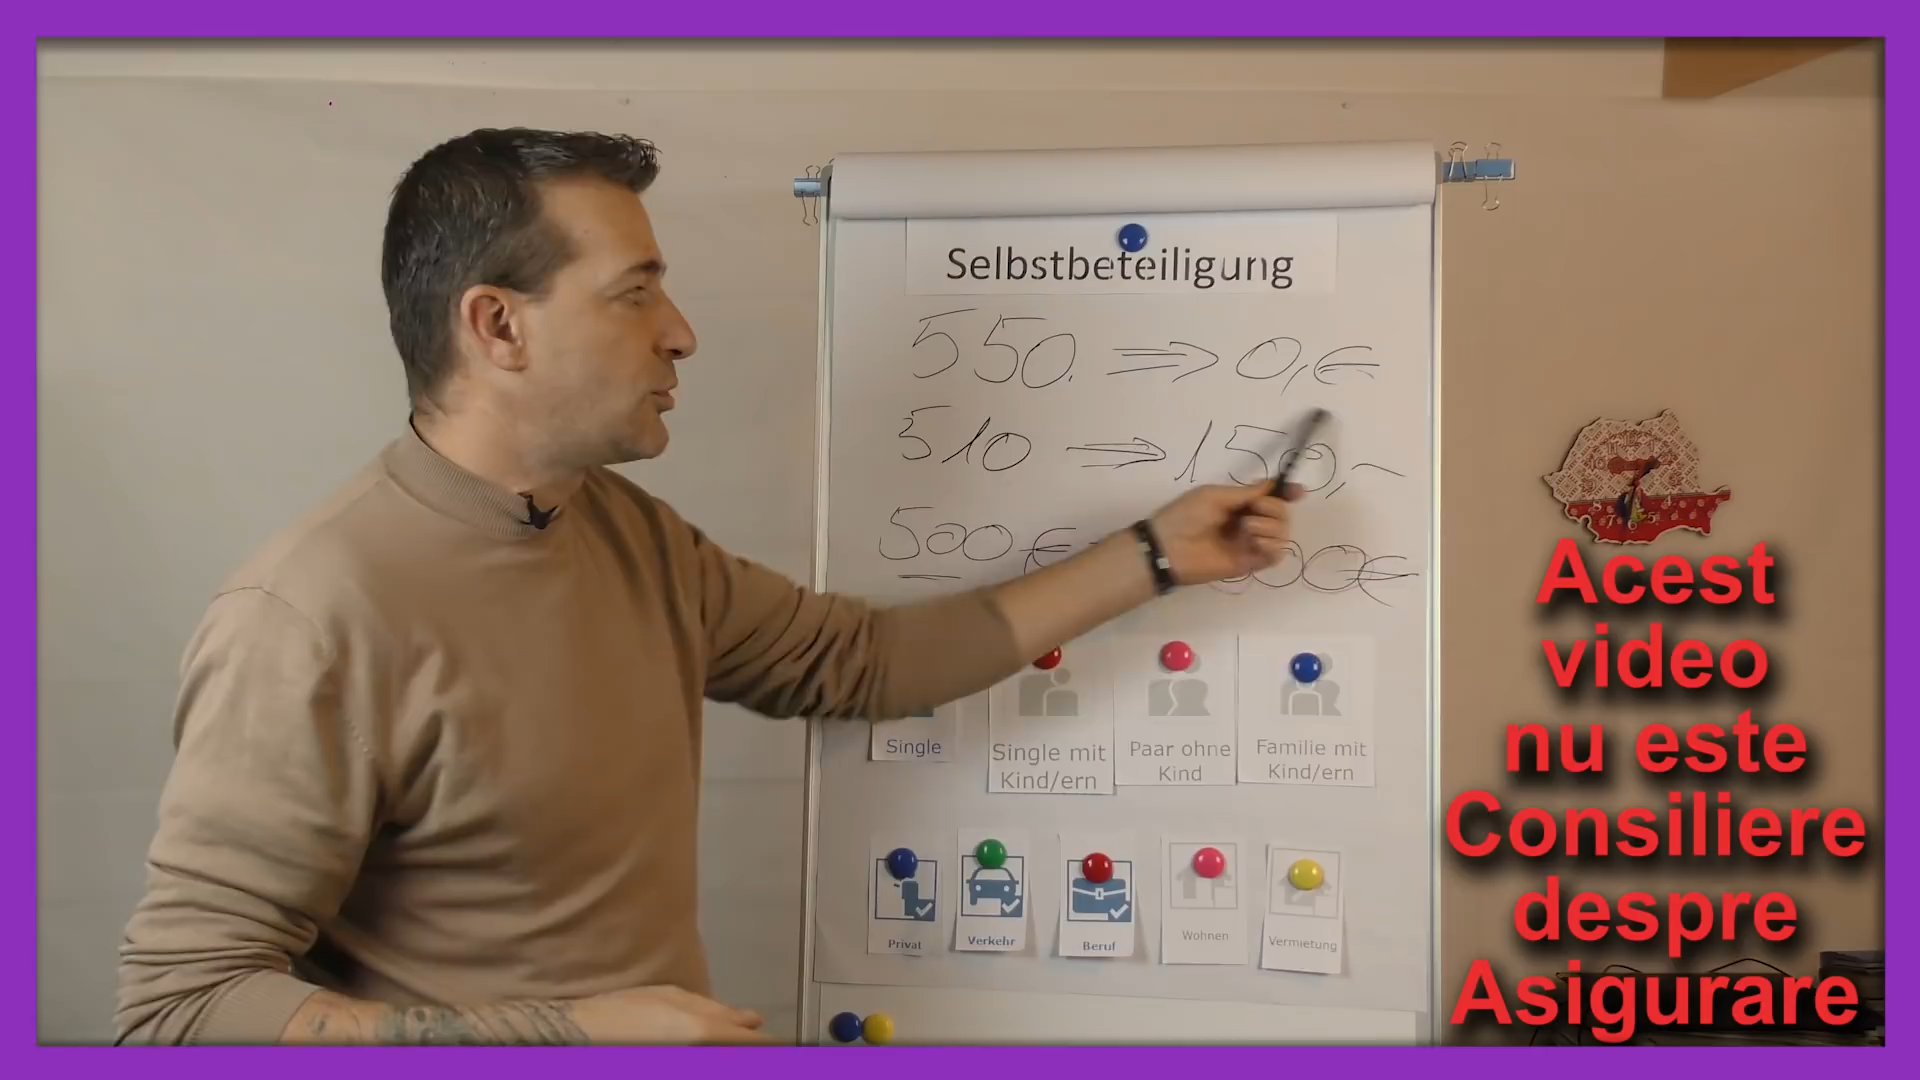 Selbstbeteiligung
550. => 0,€
510 => 150,-
500 € 00€
Single
Single mit
Kind/ern
Paar ohne
Kind
Familie mit
Kind/ern
Privat
Verkehr
Beruf
Wohnen
Vermietung
Acest
video
nu este
Consiliere
despre
Asigurare